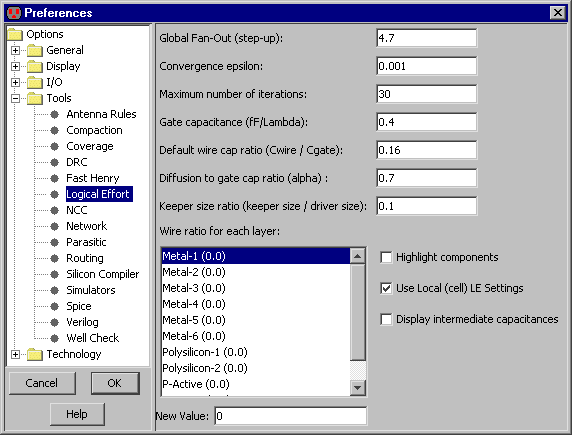 Preferences
Options
General
Display
I/O
Tools
Antenna Rules
Compaction
Coverage
DRC
Fast Henry
Logical Effort
NCC
Network
Parasitic
Routing
Silicon Compiler
Simulators
Spice
Verilog
Well Check
Technology
Cancel OK
Help
Global Fan-Out (step-up): 4.7
Convergence epsilon: 0.001
Maximum number of iterations: 30
Gate capacitance (fF/Lambda): 0.4
Default wire cap ratio (Cwire / Cgate): 0.16
Diffusion to gate cap ratio (alpha) : 0.7
Keeper size ratio (keeper size / driver size): 0.1
Wire ratio for each layer:
Metal-1 (0.0)
Metal-2 (0.0)
Metal-3 (0.0)
Metal-4 (0.0)
Metal-5 (0.0)
Metal-6 (0.0)
Polysilicon-1 (0.0)
Polysilicon-2 (0.0)
P-Active (0.0)
Highlight components
Use Local (cell) LE Settings
Display intermediate capacitances
New Value: 0